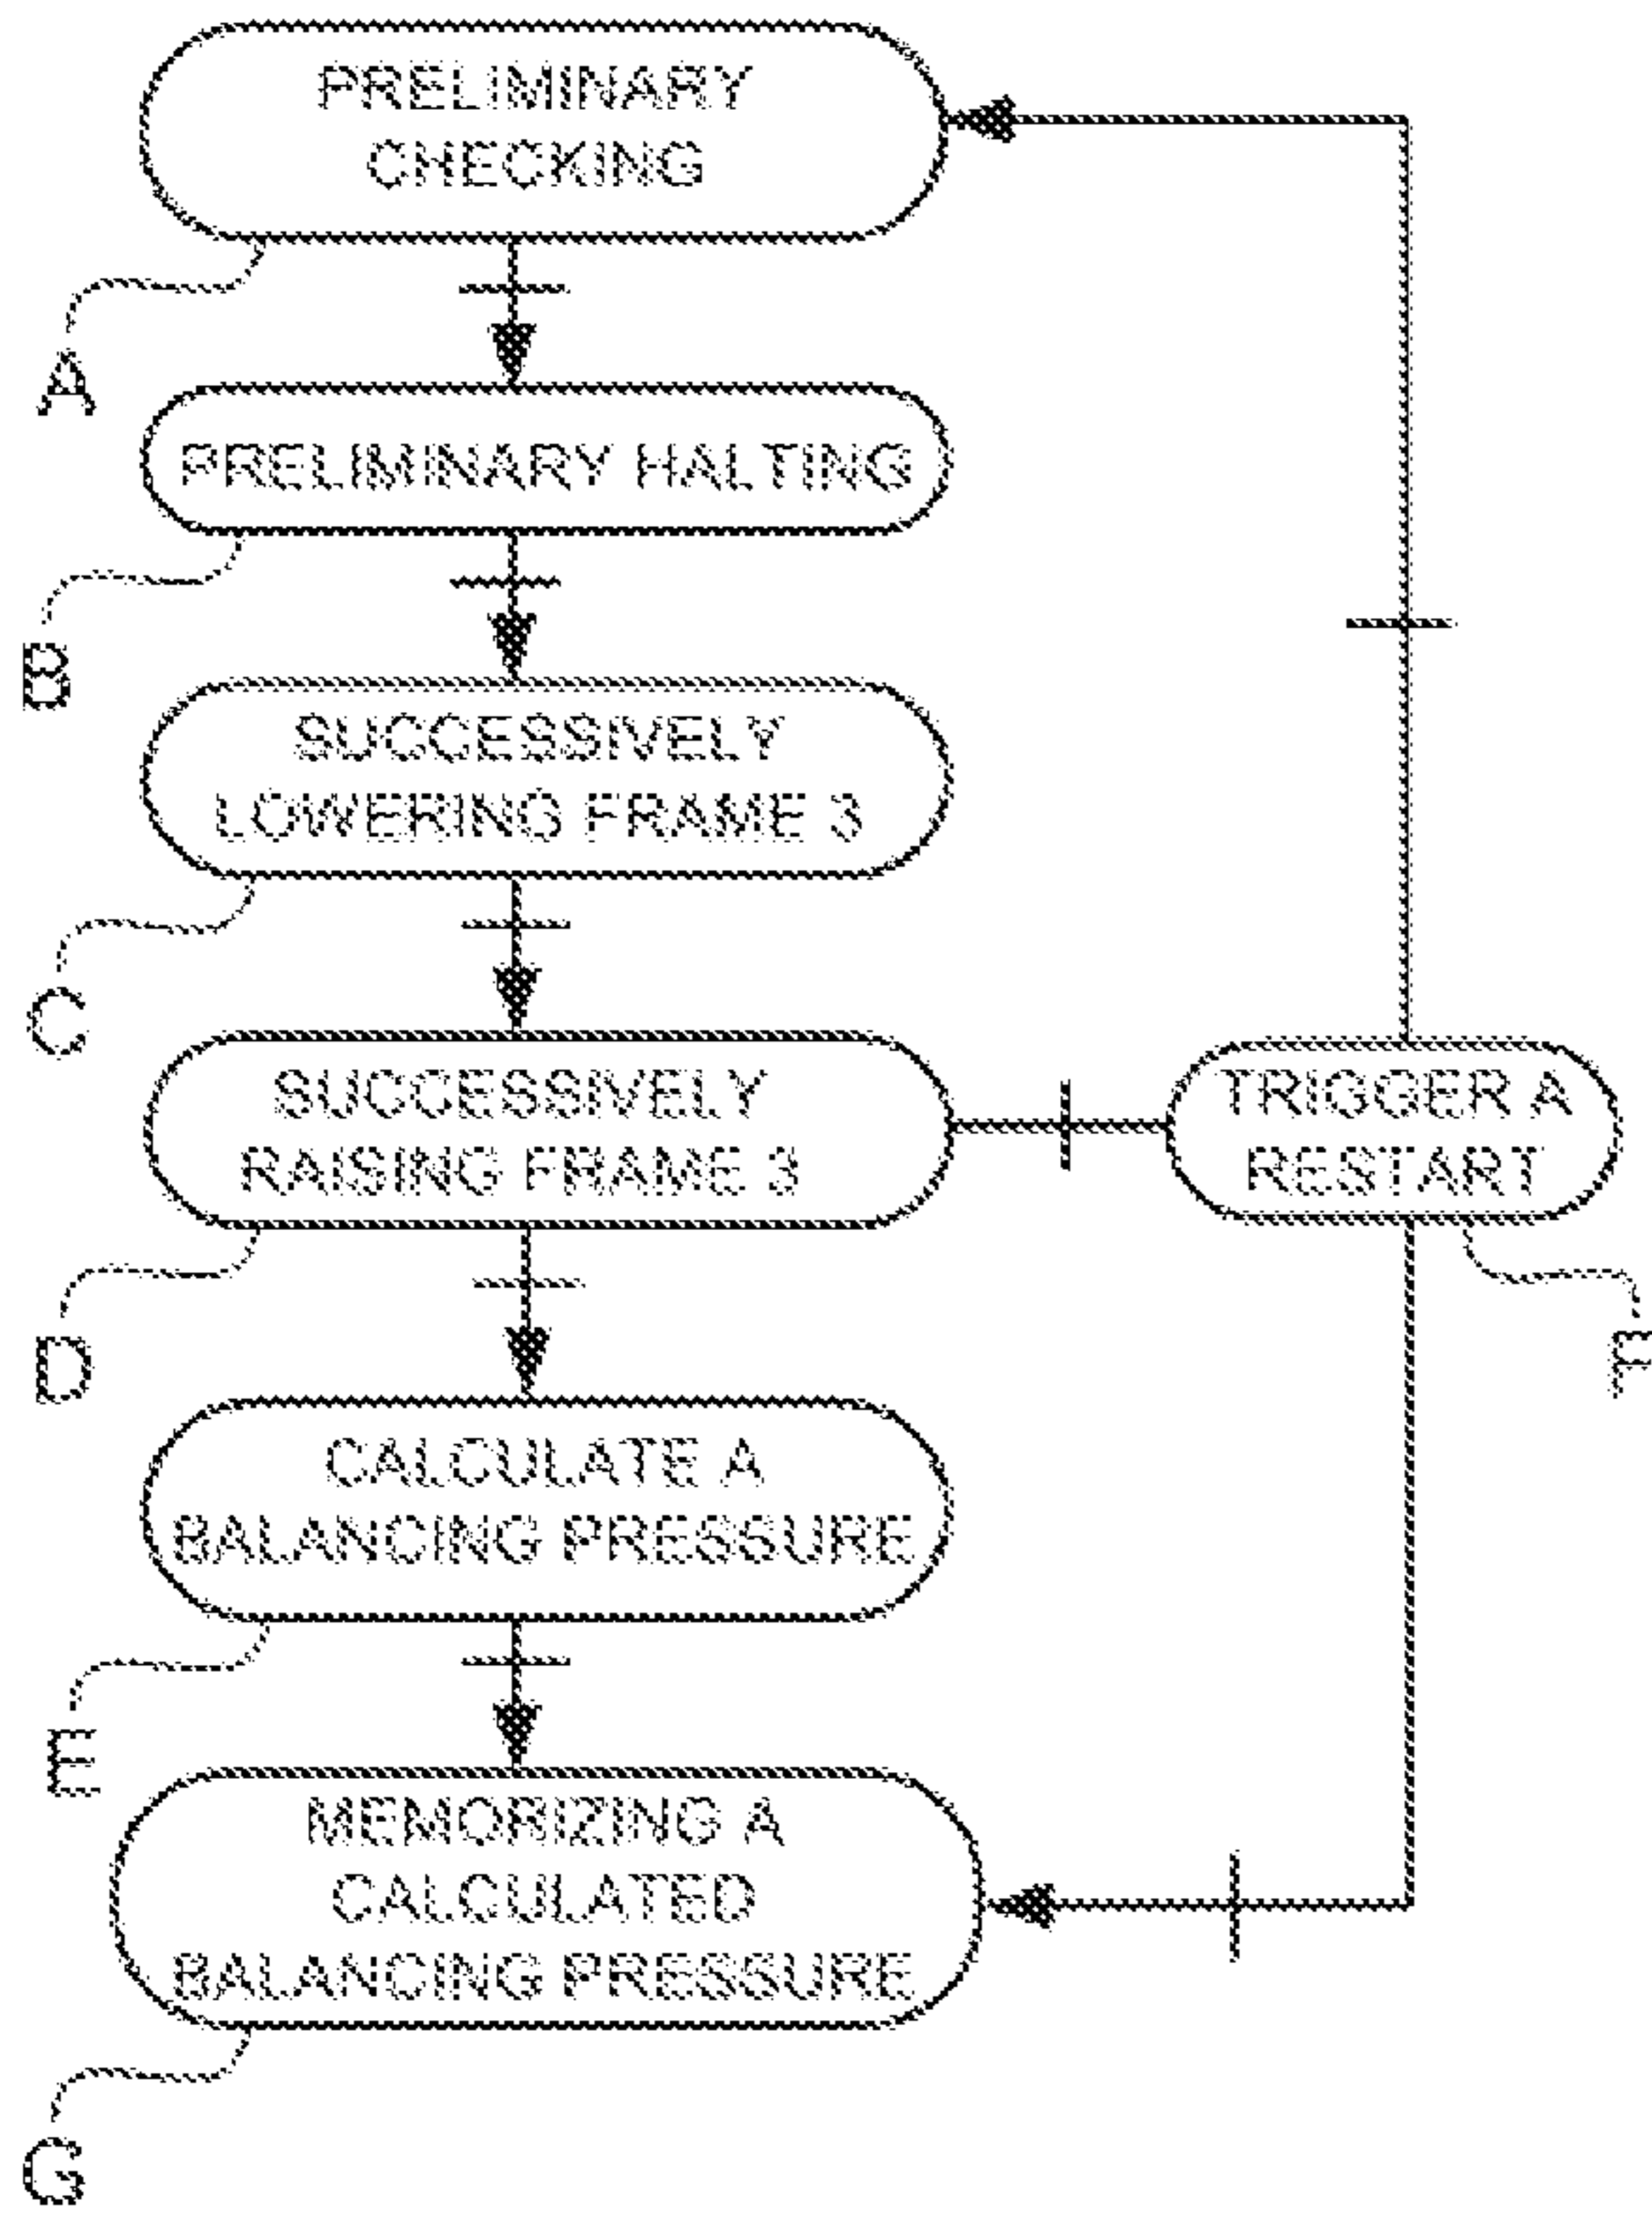 PRELIMINARY
CHECKING
A
PRELIMINARY HALTING
B
SUCCESSIVELY
LOWERING FRAME 3
C
SUCCESSIVELY
RAISING FRAME 3
D
TRIGGER A
RESTART
F
CALCULATE A
BALANCING PRESSURE
E
MEMORIZING A
CALCULATED
BALANCING PRESSURE
G